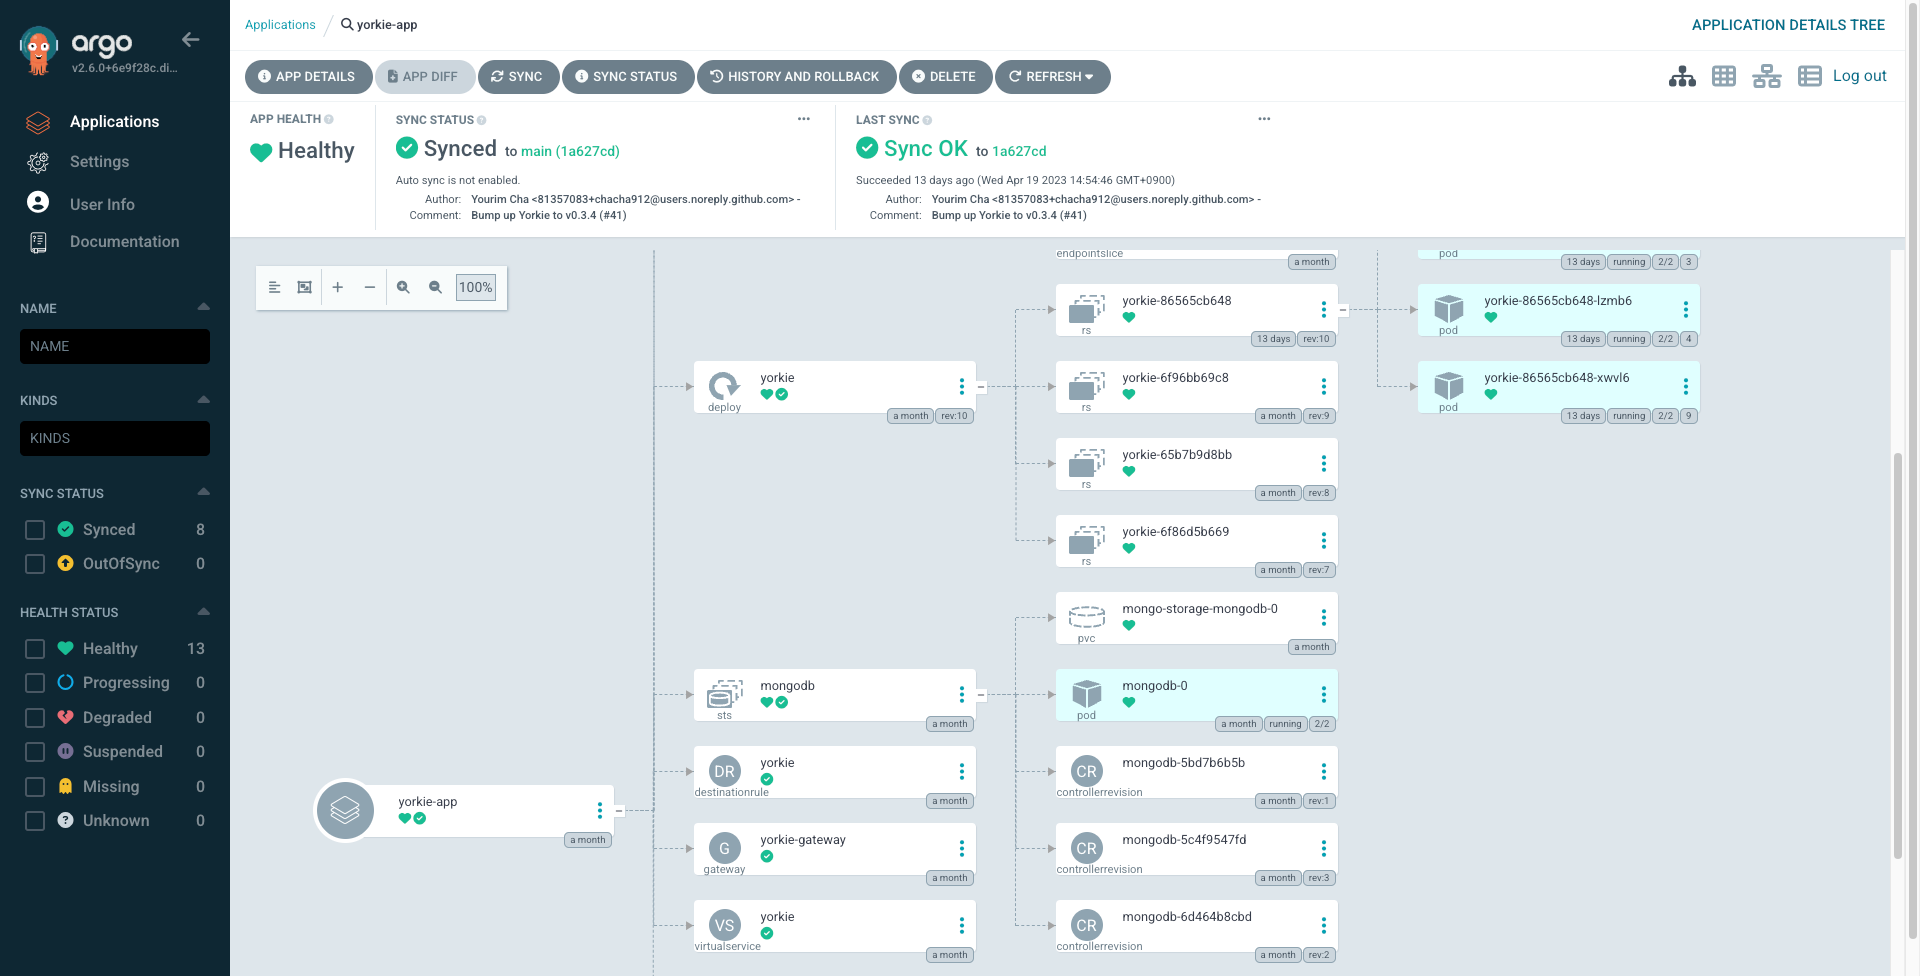 argo
v2.6.0+6e9f28c.di...
Applications
Settings
User Info
Documentation
NAME
NAME
KINDS
KINDS
SYNC STATUS
Synced 8
OutOfSync 0
HEALTH STATUS
Healthy 13
Progressing 0
Degraded 0
Suspended 0
Missing 0
Unknown 0
Applications / yorkie-app
APPLICATION DETAILS TREE
APP DETAILS APP DIFF SYNC SYNC STATUS HISTORY AND ROLLBACK DELETE REFRESH
Log out
APP HEALTH
Healthy
SYNC STATUS
Synced to main (1a627cd)
Auto sync is not enabled.
Author: Yourim Cha <81357083+chacha912@users.noreply.github.com> -
Comment: Bump up Yorkie to v0.3.4 (#41)
LAST SYNC
Sync OK to 1a627cd
Succeeded 13 days ago (Wed Apr 19 2023 14:54:46 GMT+0900)
Author: Yourim Cha <81357083+chacha912@users.noreply.github.com> -
Comment: Bump up Yorkie to v0.3.4 (#41)
100%
yorkie-app
a month
yorkie
deploy
a month rev:10
mongodb
sts
a month
DR
yorkie
destinationrule
a month
G
yorkie-gateway
gateway
a month
VS
yorkie
virtualservice
a month
endpointslice
a month
yorkie-86565cb648
rs
13 days rev:10
yorkie-6f96bb69c8
rs
a month rev:9
yorkie-65b7b9d8bb
rs
a month rev:8
yorkie-6f86d5b669
rs
a month rev:7
mongo-storage-mongodb-0
pvc
a month
mongodb-0
pod
a month running 2/2
CR
mongodb-5bd7b6b5b
controllerrevision
a month rev:1
CR
mongodb-5c4f9547fd
controllerrevision
a month rev:3
CR
mongodb-6d464b8cbd
controllerrevision
a month rev:2
pod
13 days running 2/2 3
yorkie-86565cb648-lzmb6
pod
13 days running 2/2 4
yorkie-86565cb648-xwvl6
pod
13 days running 2/2 9